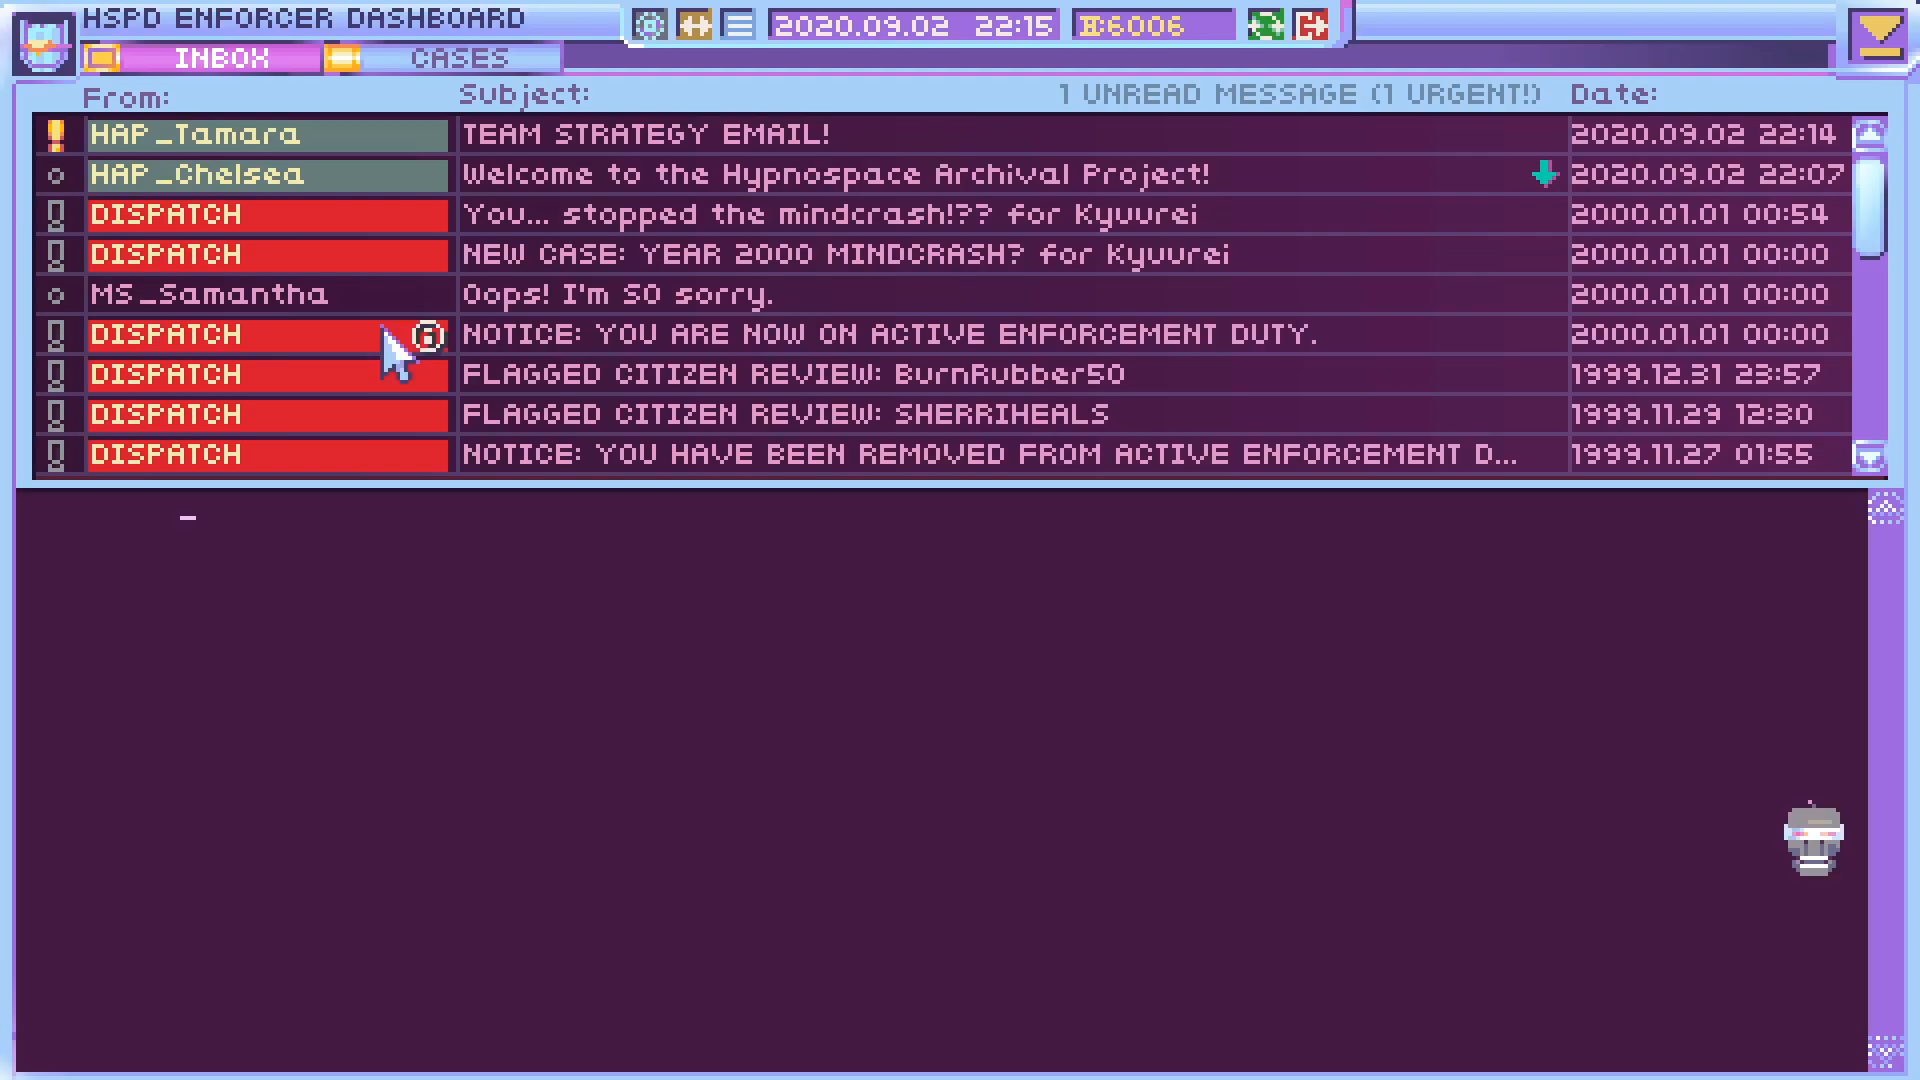 HSPD ENFORCER DASHBOARD
2020.09.02 22:15
ID6006
INBOX
CASES
From:
Subject:
1 UNREAD MESSAGE (1 URGENT!)
Date:
HAP_Tamara TEAM STRATEGY EMAIL! 2020.09.02 22:14
HAP_Chelsea Welcome to the Hypnospace Archival Project! 2020.09.02 22:07
DISPATCH You... stopped the mindcrash!?? for Kyuurei 2000.01.01 00:54
DISPATCH NEW CASE: YEAR 2000 MINDCRASH? for Kyuurei 2000.01.01 00:00
MS_Samantha Oops! I'm SO sorry. 2000.01.01 00:00
DISPATCH NOTICE: YOU ARE NOW ON ACTIVE ENFORCEMENT DUTY. 2000.01.01 00:00
DISPATCH FLAGGED CITIZEN REVIEW: BurnRubber50 1999.12.31 23:57
DISPATCH FLAGGED CITIZEN REVIEW: SHERRIHEALS 1999.11.29 12:30
DISPATCH NOTICE: YOU HAVE BEEN REMOVED FROM ACTIVE ENFORCEMENT D... 1999.11.27 01:55